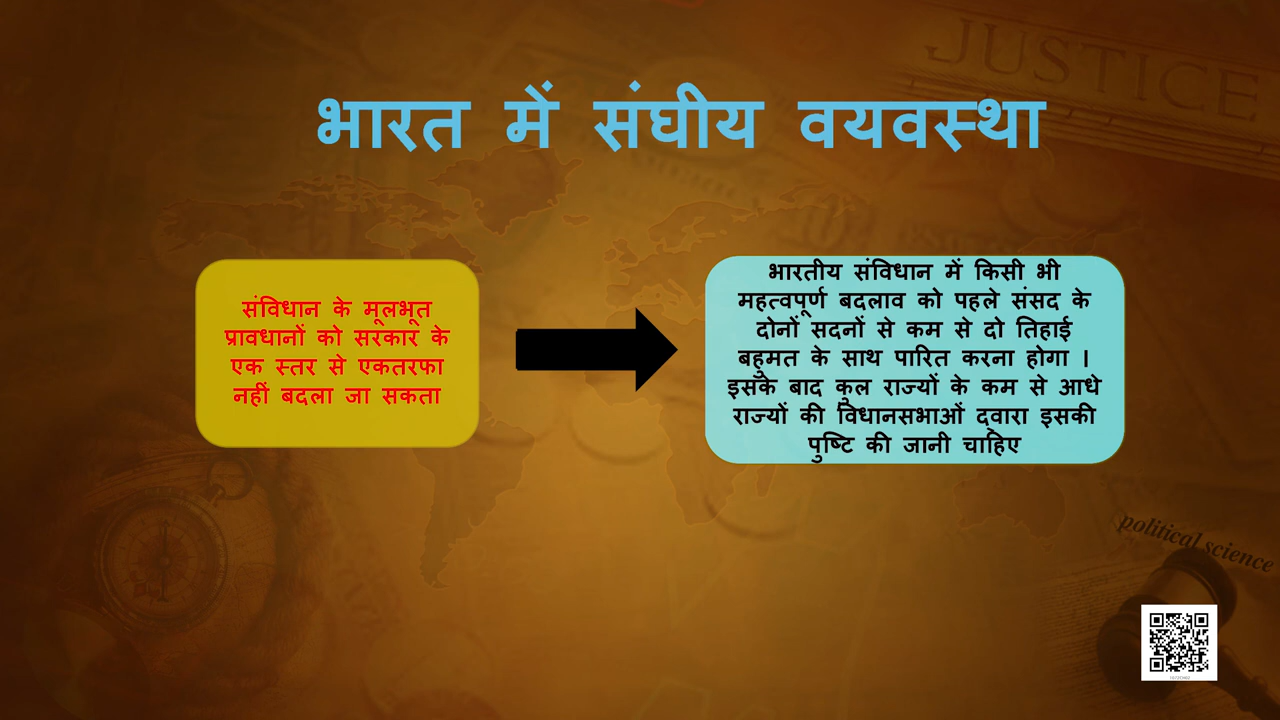 JUSTICE
भारत में संघीय वयवस्था
संविधान के मूलभूत
प्रावधानों को सरकार के
एक स्तर से एकतरफा
नहीं बदला जा सकता
भारतीय संविधान में किसी भी
महत्वपूर्ण बदलाव को पहले संसद के
दोनों सदनों से कम से दो तिहाई
बहुमत के साथ पारित करना होगा ।
इसके बाद कुल राज्यों के कम से आधे
राज्यों की विधानसभाओं द्वारा इसकी
पुष्टि की जानी चाहिए
political science